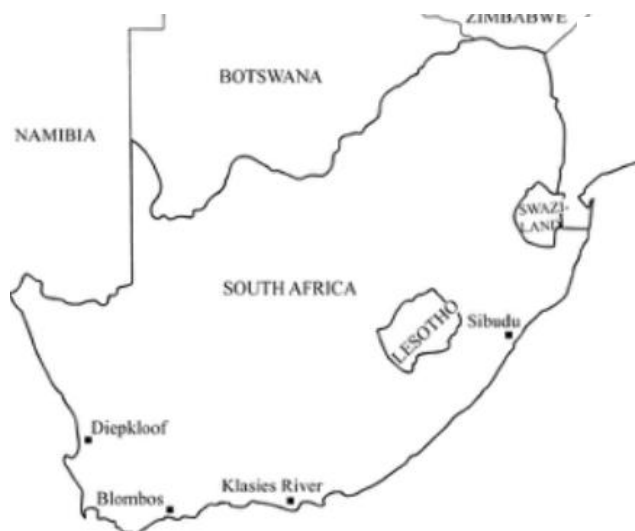 ZIMBABWE
BOTSWANA
NAMIBIA
SWAZI-
LAND
SOUTH AFRICA
LESOTHO
Sibudu
Diepkloof
Klasies River
Blombos